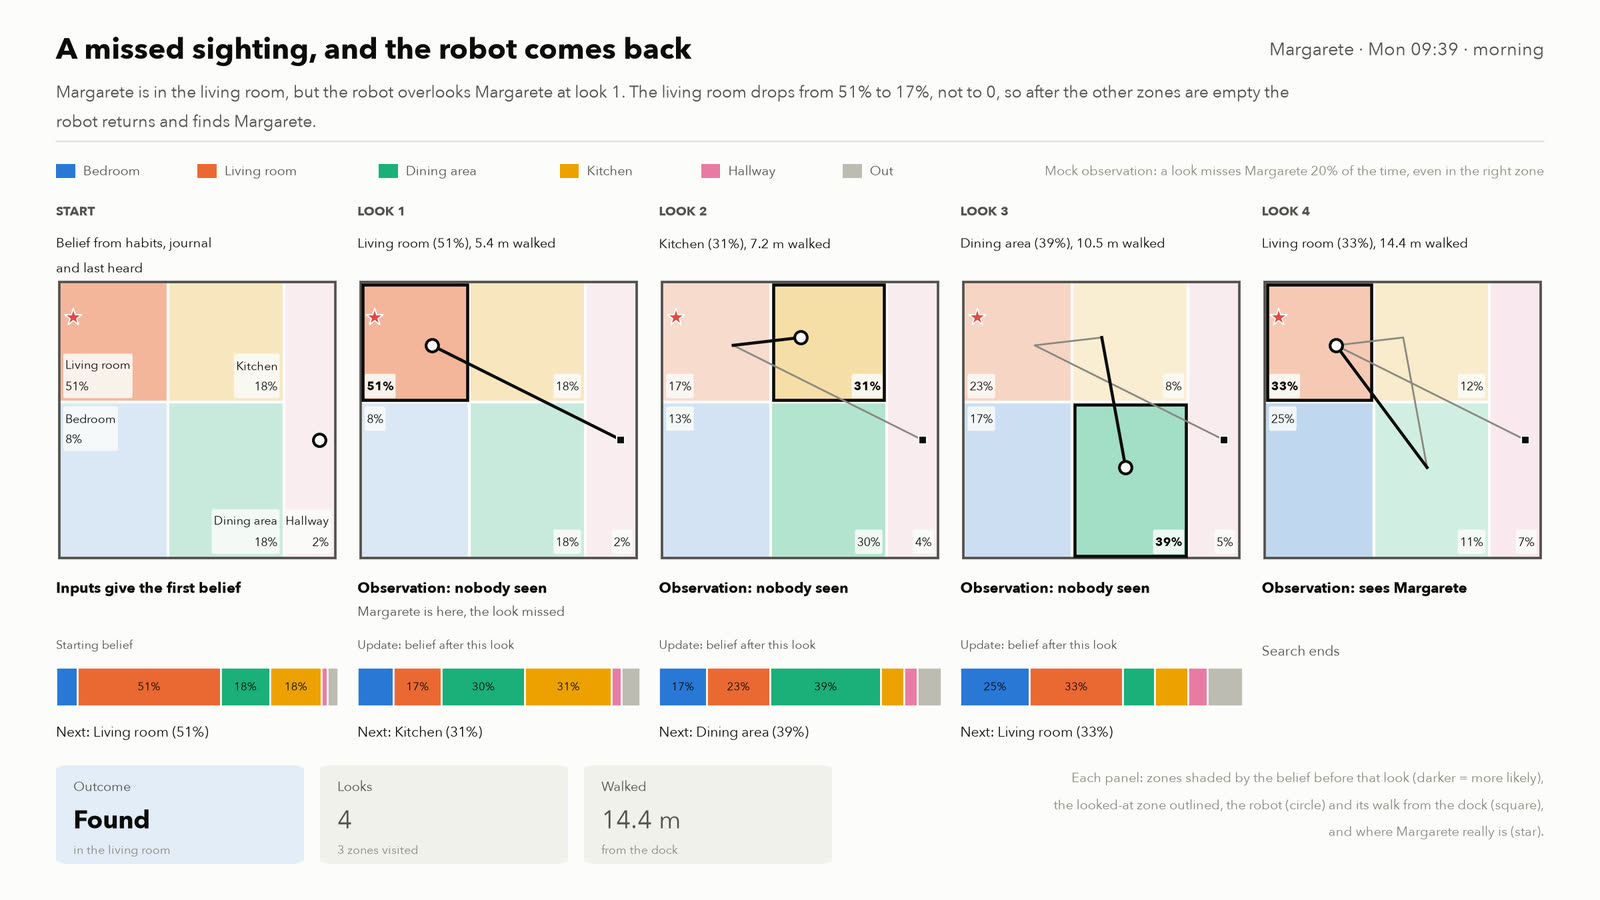 A missed sighting, and the robot comes back
Margarete · Mon 09:39 · morning
Margarete is in the living room, but the robot overlooks Margarete at look 1. The living room drops from 51% to 17%, not to 0, so after the other zones are empty the
robot returns and finds Margarete.
Bedroom
Living room
Dining area
Kitchen
Hallway
Out
Mock observation: a look misses Margarete 20% of the time, even in the right zone
START
Belief from habits, journal
and last heard
Living room
51%
Kitchen
18%
Bedroom
8%
Dining area
18%
Hallway
2%
Inputs give the first belief
Starting belief
51%
18%
18%
Next: Living room (51%)
LOOK 1
Living room (51%), 5.4 m walked
51%
18%
8%
18%
2%
Observation: nobody seen
Margarete is here, the look missed
Update: belief after this look
17%
30%
31%
Next: Kitchen (31%)
LOOK 2
Kitchen (31%), 7.2 m walked
17%
31%
13%
30%
4%
Observation: nobody seen
Update: belief after this look
17%
23%
39%
Next: Dining area (39%)
LOOK 3
Dining area (39%), 10.5 m walked
23%
8%
17%
39%
5%
Observation: nobody seen
Update: belief after this look
25%
33%
Next: Living room (33%)
LOOK 4
Living room (33%), 14.4 m walked
33%
12%
25%
11%
7%
Observation: sees Margarete
Search ends
Outcome
Found
in the living room
Looks
4
3 zones visited
Walked
14.4 m
from the dock
Each panel: zones shaded by the belief before that look (darker = more likely),
the looked-at zone outlined, the robot (circle) and its walk from the dock (square),
and where Margarete really is (star).